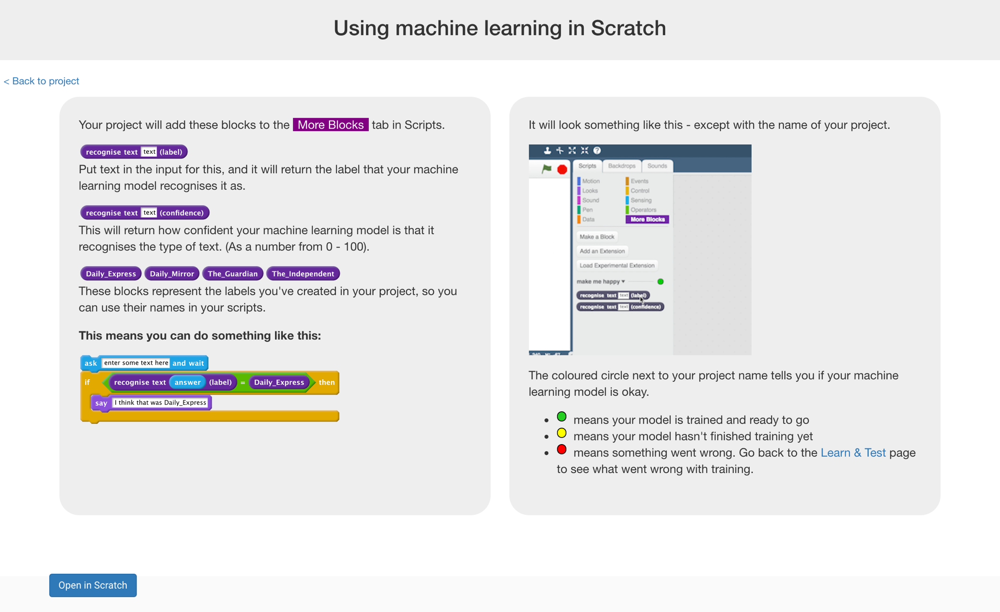 Using machine learning in Scratch
< Back to project
Your project will add these blocks to the More Blocks tab in Scripts.
recognise text text (label)
Put text in the input for this, and it will return the label that your machine
learning model recognises it as.
recognise text text (confidence)
This will return how confident your machine learning model is that it
recognises the type of text. (As a number from 0 - 100).
Daily_Express Daily_Mirror The_Guardian The_Independent
These blocks represent the labels you've created in your project, so you
can use their names in your scripts.
This means you can do something like this:
ask enter some text here and wait
if recognise text answer (label) = Daily_Express then
say I think that was Daily_Express
It will look something like this - except with the name of your project.
Scripts Backdrops Sounds
Motion Events
Looks Control
Sound Sensing
Pen Operators
Data More Blocks
Make a Block
Add an Extension
Load Experimental Extension
make me happy
recognise text text (label)
recognise text text (confidence)
The coloured circle next to your project name tells you if your machine
learning model is okay.
means your model is trained and ready to go
means your model hasn't finished training yet
means something went wrong. Go back to the Learn & Test page
to see what went wrong with training.
Open in Scratch